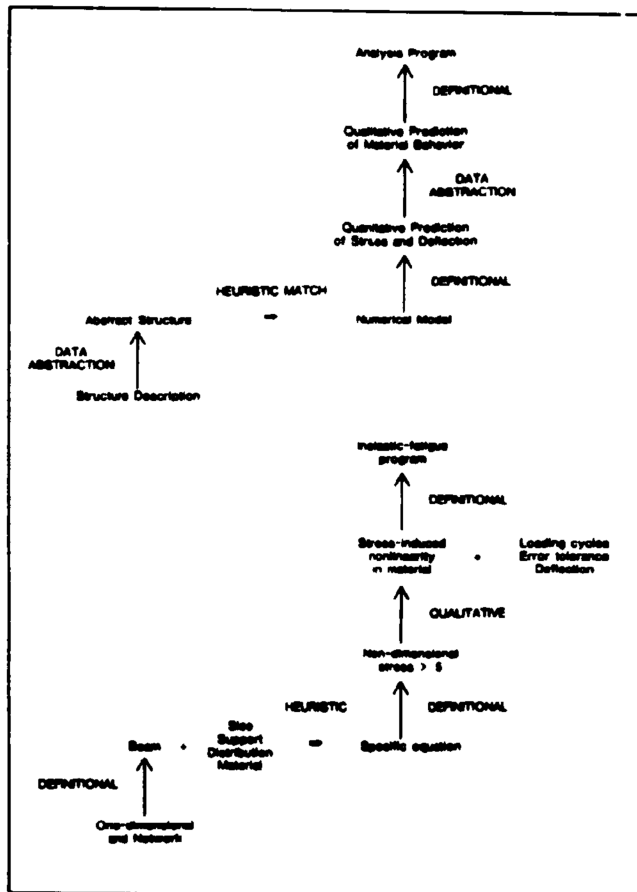 Analysis Program
DEFINITIONAL
Qualitative Prediction
of Material Behavior
DATA
ABSTRACTION
Quantitative Prediction
of Stress and Deflection
HEURISTIC MATCH
DEFINITIONAL
Abstract Structure
⇒
Numerical Model
DATA
ABSTRACTION
Structure Description
Inelastic-fatigue
program
DEFINITIONAL
Stress-induced
nonlinearity
in material
+
Loading cycles
Error tolerance
Deflection
QUALITATIVE
Non-dimensional
stress >
HEURISTIC
DEFINITIONAL
Beam
+
Size
Support
Distribution
Material
⇒
Specific equation
DEFINITIONAL
One-dimensional
and Network